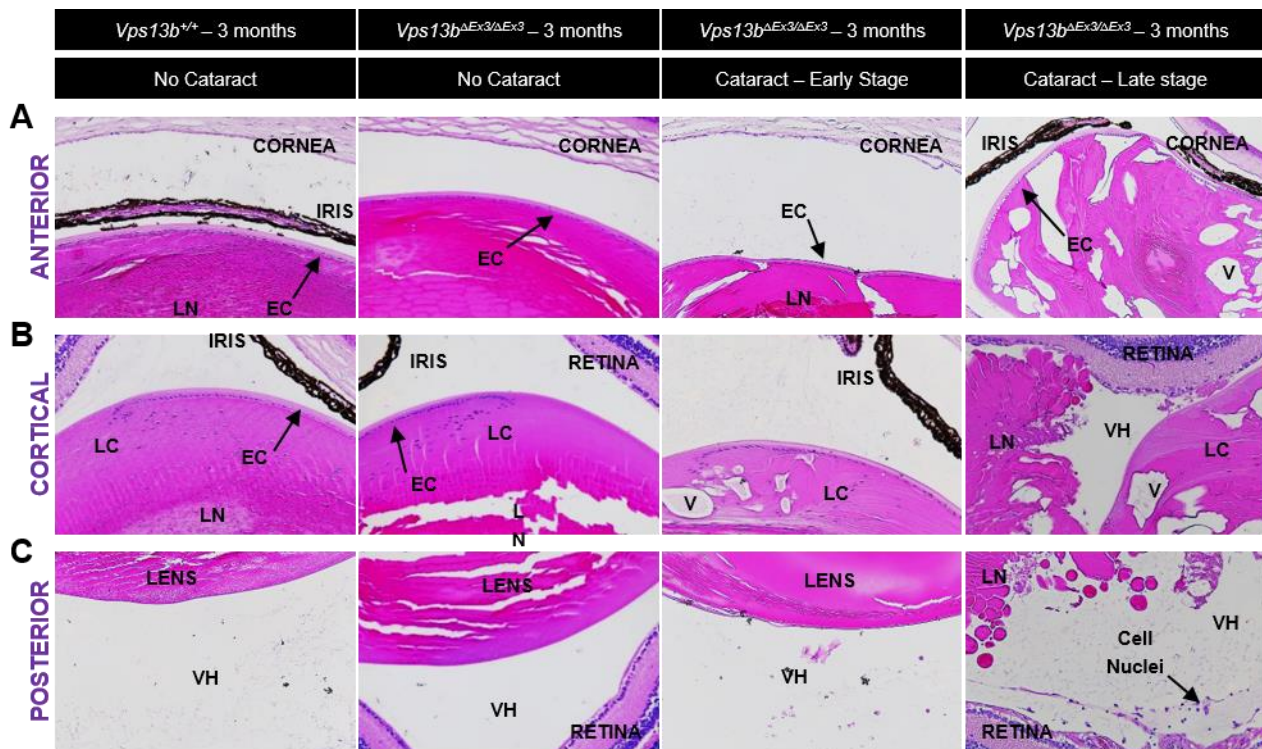 Vps13b+/+ – 3 months
Vps13bΔEx3/ΔEx3 – 3 months
Vps13bΔEx3/ΔEx3 – 3 months
Vps13bΔEx3/ΔEx3 – 3 months
No Cataract
No Cataract
Cataract – Early Stage
Cataract – Late stage
A
ANTERIOR
CORNEA
IRIS
EC
LN
CORNEA
EC
CORNEA
EC
LN
IRIS
CORNEA
EC
V
B
CORTICAL
IRIS
LC
EC
LN
IRIS
RETINA
LC
EC
L
N
IRIS
V
LC
RETINA
LN
VH
LC
V
C
POSTERIOR
LENS
VH
LENS
VH
RETINA
LENS
VH
LN
VH
Cell
Nuclei
RETINA